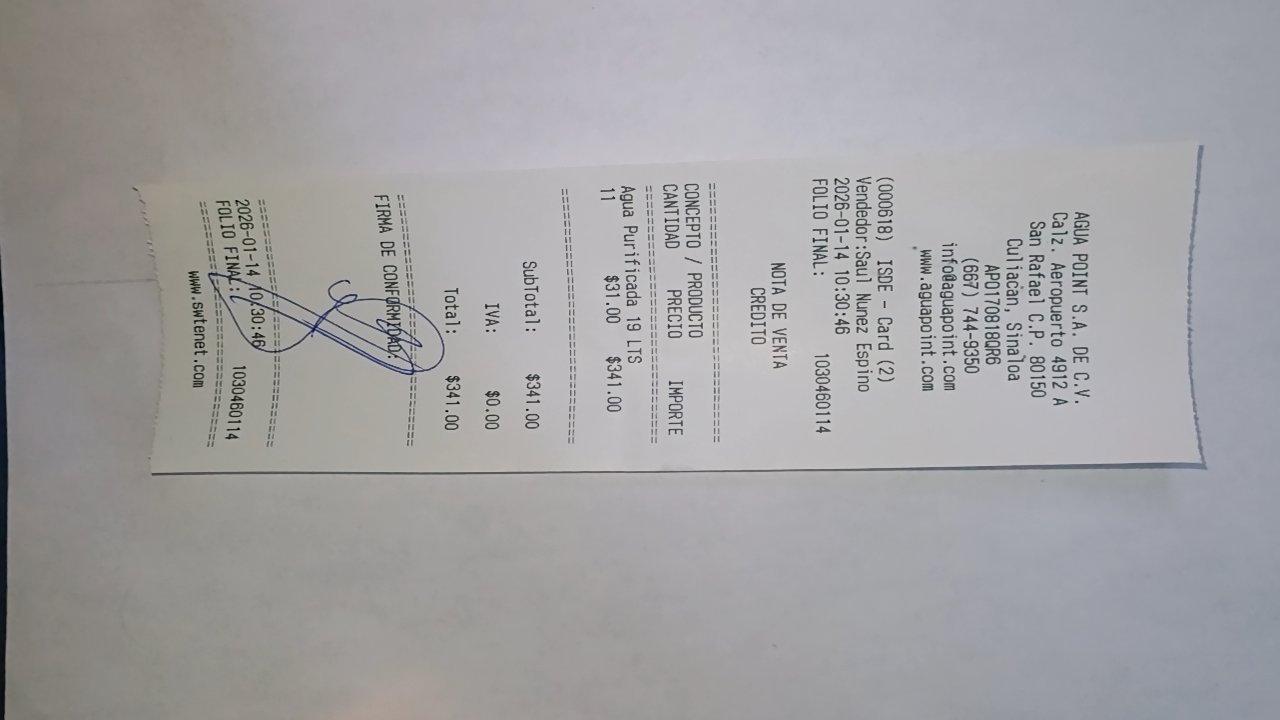 AGUA POINT S.A. DE C.V.
Calz. Aeropuerto 4912 A
San Rafael C.P. 80150
Culiacan, Sinaloa
APO170818QR6
(667) 744-9350
info@aguapoint.com
www.aguapoint.com
(000618) ISDE - Card (2)
Vendedor:Saul Nunez Espino
2026-01-14 10:30:46
FOLIO FINAL: 1030460114
NOTA DE VENTA
CREDITO
================================
CONCEPTO / PRODUCTO
CANTIDAD PRECIO IMPORTE
================================
Agua Purificada 19 LTS
11 $31.00 $341.00
================================
SubTotal: $341.00
IVA: $0.00
Total: $341.00
================================
FIRMA DE CONFORMIDAD:
================================
2026-01-14 10:30:46
FOLIO FINAL: 1030460114
================================
www.swtenet.com